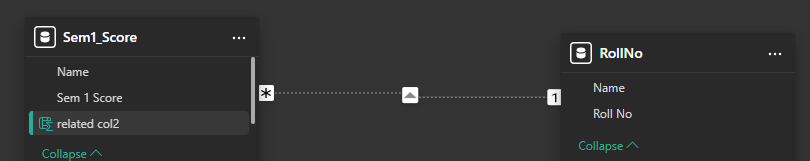 Sem1_Score ...
Name
Sem 1 Score
related col2
Collapse
* 1
RollNo ...
Name
Roll No
Collapse